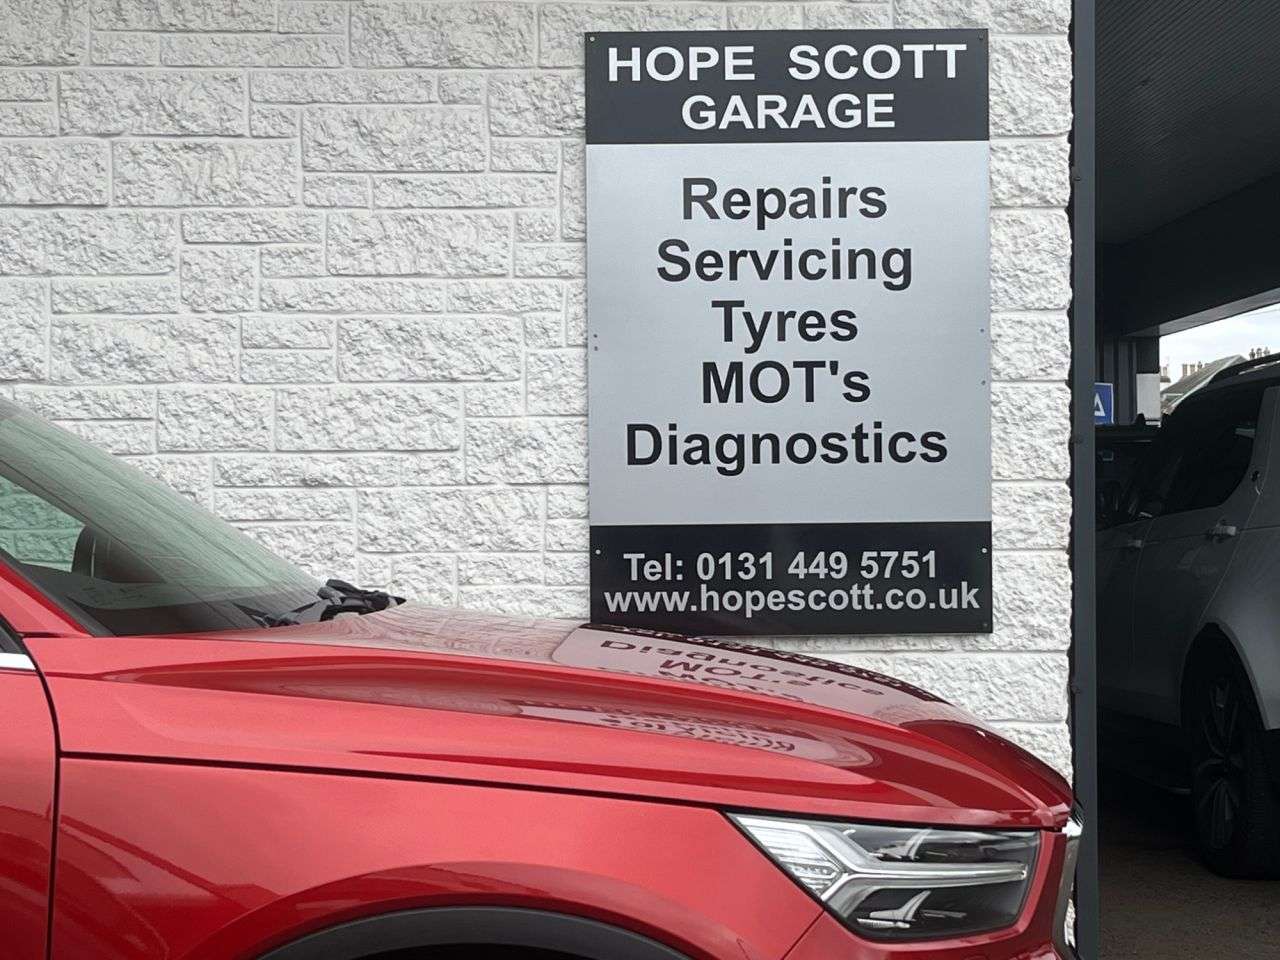 HOPE SCOTT
GARAGE
Repairs
Servicing
Tyres
MOT's
Diagnostics
Tel: 0131 449 5751
www.hopescott.co.uk